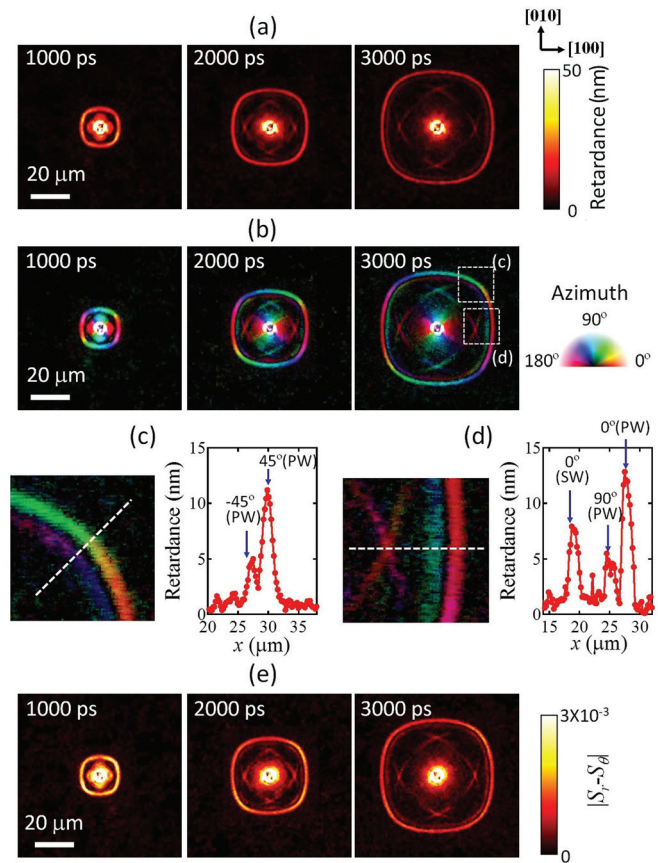 (a)
[010]
[100]
1000 ps
2000 ps
3000 ps
20 μm
50
0
Retardance (nm)
(b)
1000 ps
2000 ps
3000 ps
(c)
(d)
20 μm
Azimuth
90°
180°
0°
(c)
15
10
5
0
Retardance (nm)
45°(PW)
-45°
(PW)
20 25 30 35
x (μm)
(d)
15
10
5
0
Retardance (nm)
0°(PW)
0°
(SW)
90°
(PW)
15 20 25 30
x (μm)
(e)
1000 ps
2000 ps
3000 ps
20 μm
3X10⁻³
0
|Sᵣ-S_θ|